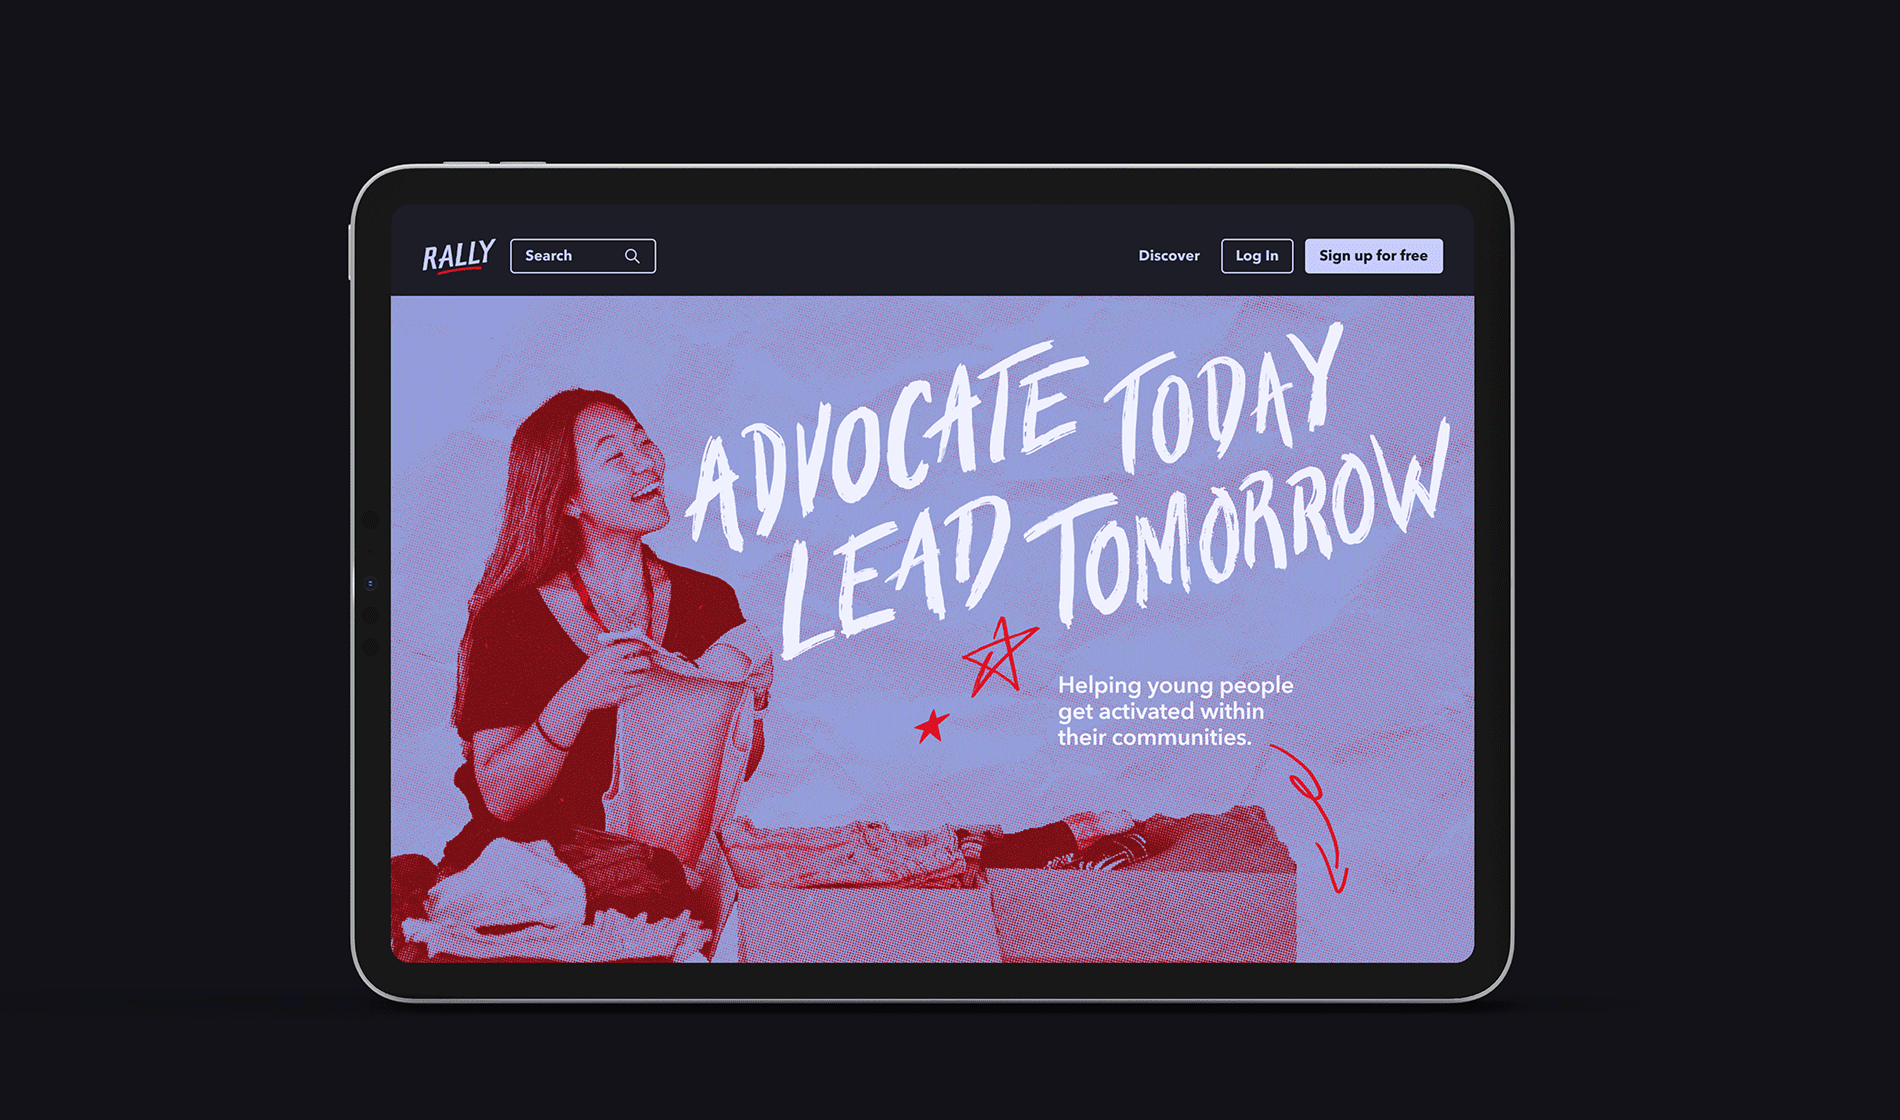 RALLY
Search
Discover
Log In
Sign up for free
ADVOCATE TODAY
LEAD TOMORROW
Helping young people
get activated within
their communities.